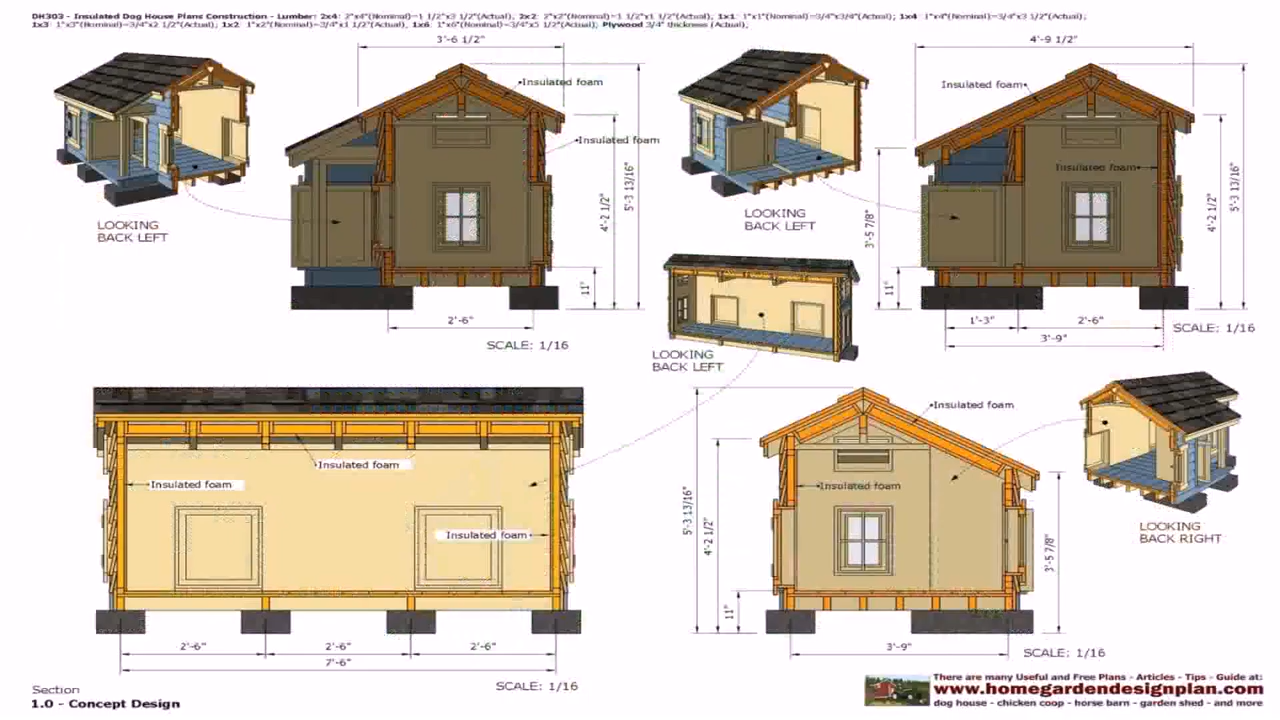 DH303 - Insulated Dog House Plans Construction - Lumber: 2x4: 2"x4"(Nominal)=1 1/2"x3 1/2"(Actual), 2x2: 2"x2"(Nominal)=1 1/2"x1 1/2"(Actual), 1x1: 1"x1"(Nominal)=3/4"x3/4"(Actual); 1x4 1"x4"(Nominal)=3/4"x3 1/2"(Actual);
1x3: 1"x3"(Nominal)=3/4"x2 1/2"(Actual); 1x2: 1"x2"(Nominal)=3/4"x1 1/2"(Actual), 1x6: 1"x6"(Nominal)=3/4"x5 1/2"(Actual); Plywood 3/4" thickness (Actual);
3'-6 1/2"
Insulated foam
Insulated foam
4'-2 1/2"
5'-3 13/16"
11"
2'-6"
SCALE: 1/16
LOOKING
BACK LEFT
LOOKING
BACK LEFT
4'-9 1/2"
Insulated foam
Insulated foam
3'-5 7/8"
11"
4'-2 1/2"
5'-3 13/16"
1'-3"
2'-6"
3'-9"
SCALE: 1/16
LOOKING
BACK LEFT
Insulated foam
Insulated foam
Insulated foam
2'-6"
2'-6"
2'-6"
7'-6"
SCALE: 1/16
Insulated foam
Insulated foam
5'-3 13/16"
4'-2 1/2"
11"
3'-5 7/8"
3'-9"
SCALE: 1/16
LOOKING
BACK RIGHT
Section
1.0 - Concept Design
There are many Useful and Free Plans - Articles - Tips - Guide at:
www.homegardendesignplan.com
dog house - chicken coop - horse barn - garden shed - and more